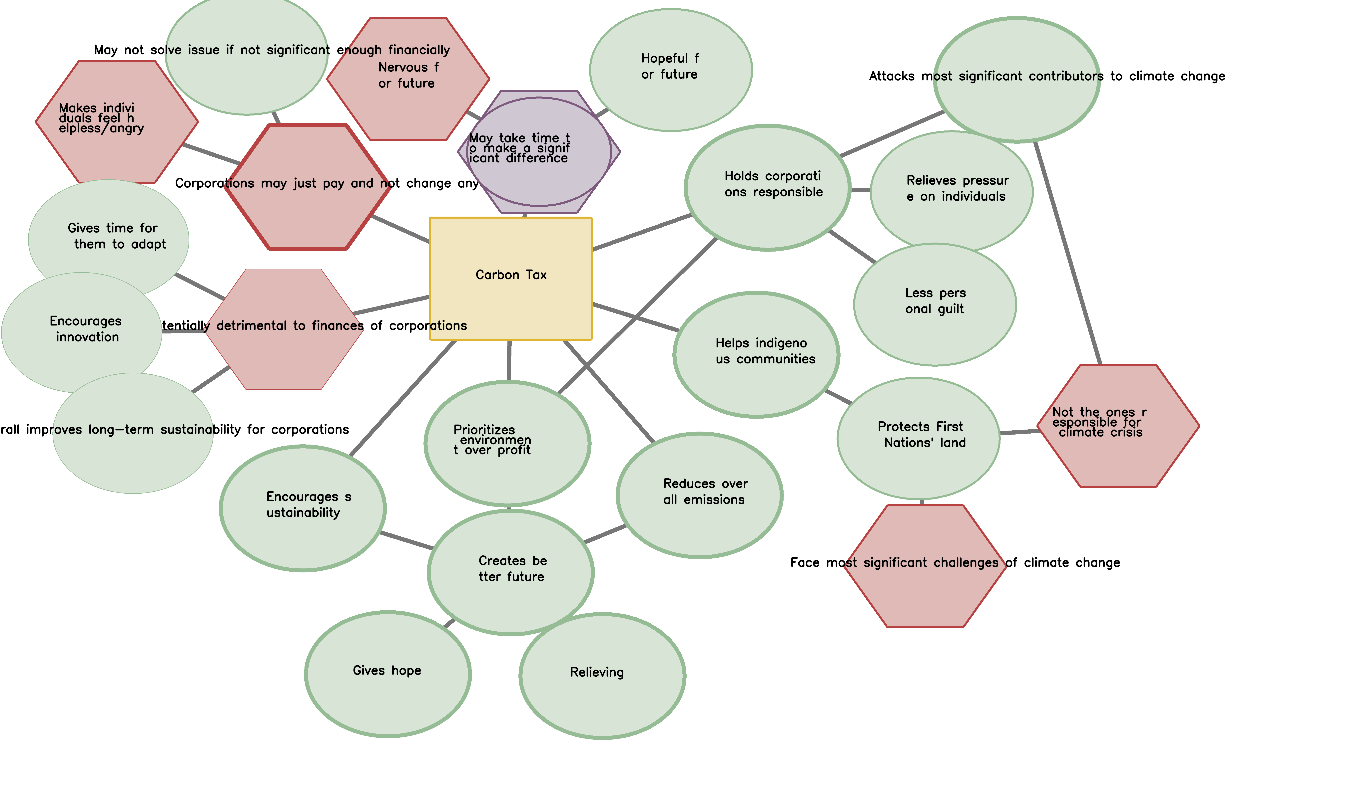 May not solve issue if not significant enough financially
Nervous f
or future
Hopeful f
or future
Attacks most significant contributors to climate change
Makes indivi
duals feel h
elpless/angry
May take time t
o make a signif
icant difference
Corporations may just pay and not change any
Holds corporati
ons responsible
Relieves pressur
e on individuals
Gives time for
them to adapt
Carbon Tax
Less pers
onal guilt
Encourages
innovation
tentially detrimental to finances of corporations
Helps indigeno
us communities
rall improves long-term sustainability for corporations
Prioritizes
environmen
t over profit
Protects First
Nations' land
Not the ones r
esponsible for
climate crisis
Encourages s
ustainability
Reduces over
all emissions
Creates be
tter future
Face most significant challenges of climate change
Gives hope
Relieving